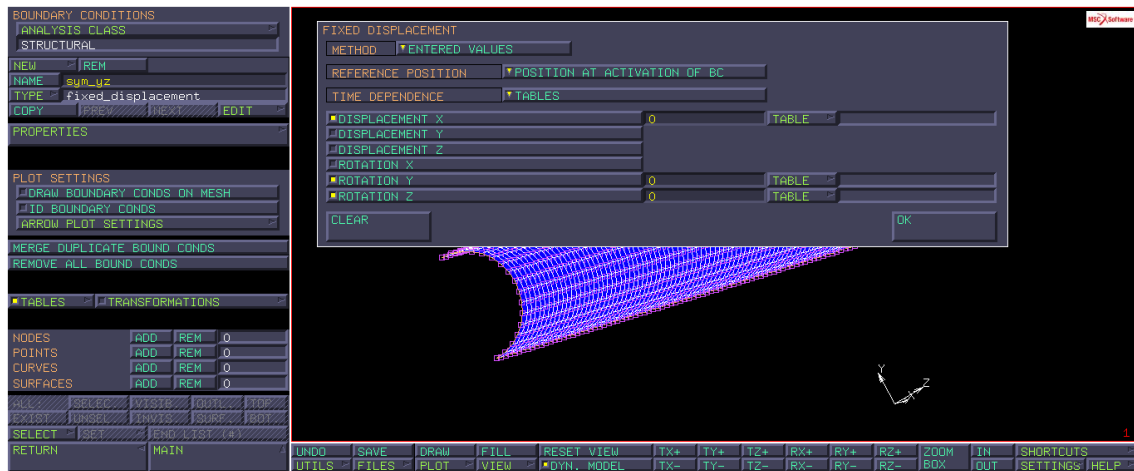 BOUNDARY CONDITIONS
ANALYSIS CLASS
STRUCTURAL
NEW REM
NAME sym_yz
TYPE fixed_displacement
COPY PREV NEXT EDIT
PROPERTIES
PLOT SETTINGS
DRAW BOUNDARY CONDS ON MESH
ID BOUNDARY CONDS
ARROW PLOT SETTINGS
MERGE DUPLICATE BOUND CONDS
REMOVE ALL BOUND CONDS
TABLES TRANSFORMATIONS
NODES ADD REM 0
POINTS ADD REM 0
CURVES ADD REM 0
SURFACES ADD REM 0
ALL: SELEC. VISIB. OUTL. TOP
EXIST. UNSEL. INVIS. SURF. BOT.
SELECT SET END LIST (#)
RETURN MAIN
FIXED DISPLACEMENT
METHOD ENTERED VALUES
REFERENCE POSITION POSITION AT ACTIVATION OF BC
TIME DEPENDENCE TABLES
DISPLACEMENT X 0 TABLE
DISPLACEMENT Y
DISPLACEMENT Z
ROTATION X
ROTATION Y 0 TABLE
ROTATION Z 0 TABLE
CLEAR OK
MSC Software
Y
Z
X
1
UNDO SAVE DRAW FILL RESET VIEW TX+ TY+ TZ+ RX+ RY+ RZ+ ZOOM IN SHORTCUTS
UTILS FILES PLOT VIEW DYN. MODEL TX- TY- TZ- RX- RY- RZ- BOX OUT SETTINGS HELP